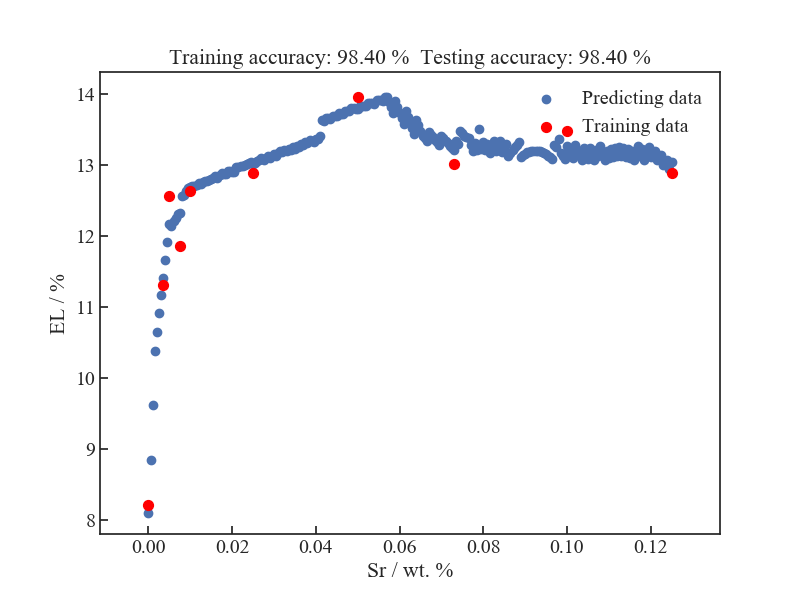 Training accuracy: 98.40 %  Testing accuracy: 98.40 %
Predicting data
Training data
14
13
12
11
10
9
8
EL / %
0.00 0.02 0.04 0.06 0.08 0.10 0.12
Sr / wt. %